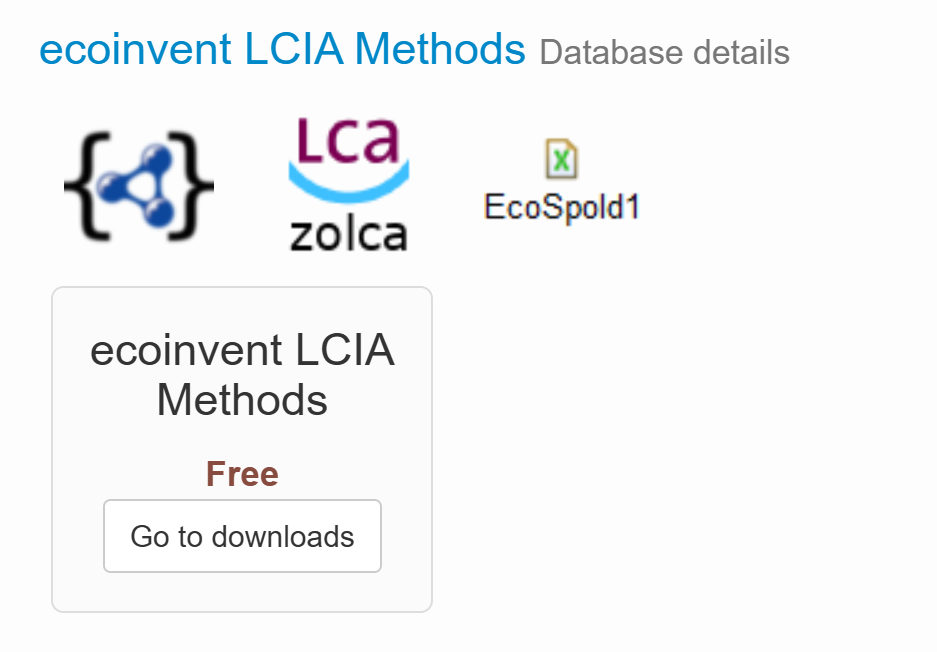 ecoinvent LCIA Methods Database details
Lca
zolca
X
EcoSpold1
ecoinvent LCIA
Methods
Free
Go to downloads